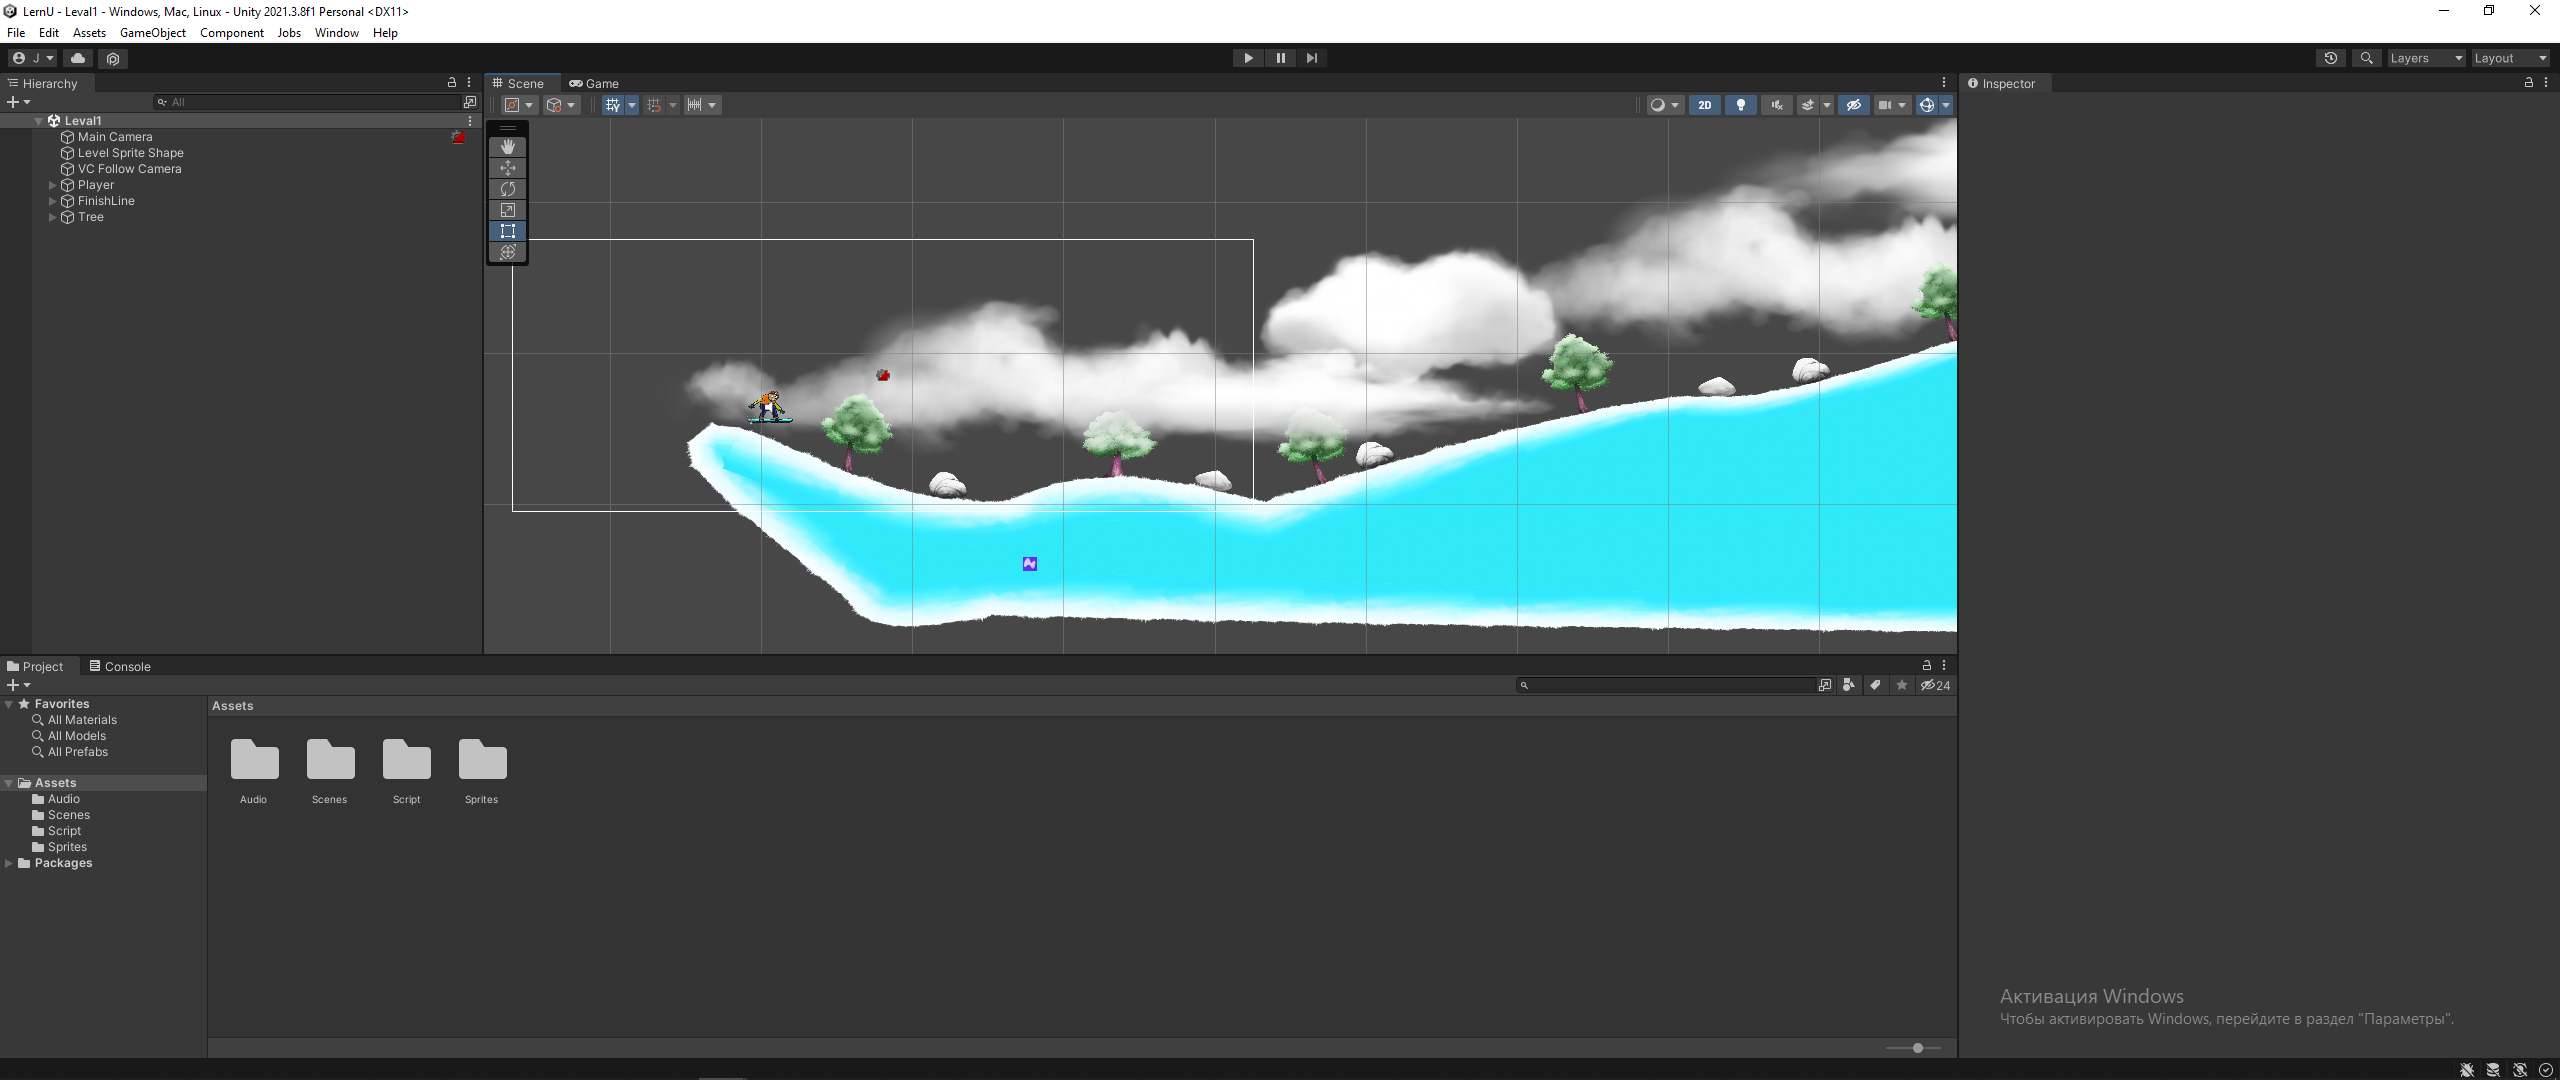 LernU - Leval1 - Windows, Mac, Linux - Unity 2021.3.8f1 Personal <DX11>
File Edit Assets GameObject Component Jobs Window Help
J Layers Layout
Hierarchy
All
Leval1
Main Camera
Level Sprite Shape
VC Follow Camera
Player
FinishLine
Tree
Scene Game
2D
Inspector
Project Console
24
Favorites
All Materials
All Models
All Prefabs
Assets
Audio
Scenes
Script
Sprites
Packages
Assets
Audio Scenes Script Sprites
Активация Windows
Чтобы активировать Windows, перейдите в раздел "Параметры".